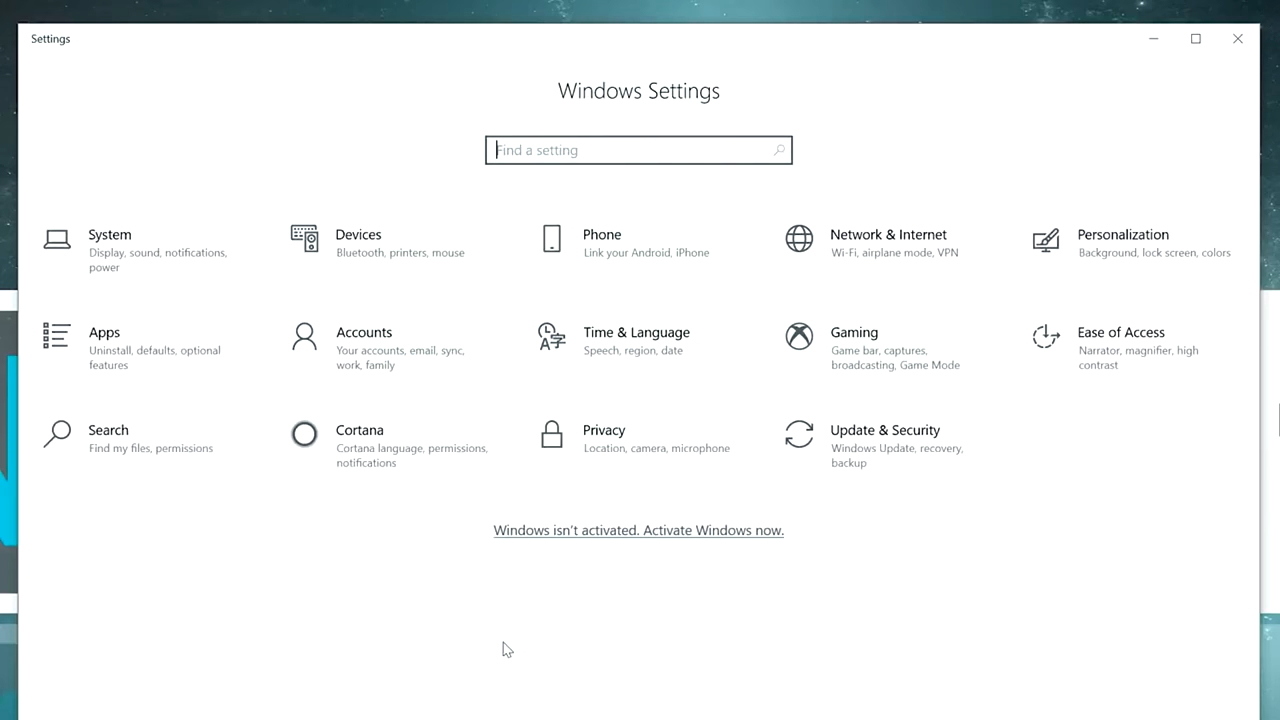 Settings
Windows Settings
Find a setting
System
Display, sound, notifications,
power
Devices
Bluetooth, printers, mouse
Phone
Link your Android, iPhone
Network & Internet
Wi-Fi, airplane mode, VPN
Personalization
Background, lock screen, colors
Apps
Uninstall, defaults, optional
features
Accounts
Your accounts, email, sync,
work, family
Time & Language
Speech, region, date
Gaming
Game bar, captures,
broadcasting, Game Mode
Ease of Access
Narrator, magnifier, high
contrast
Search
Find my files, permissions
Cortana
Cortana language, permissions,
notifications
Privacy
Location, camera, microphone
Update & Security
Windows Update, recovery,
backup
Windows isn't activated. Activate Windows now.